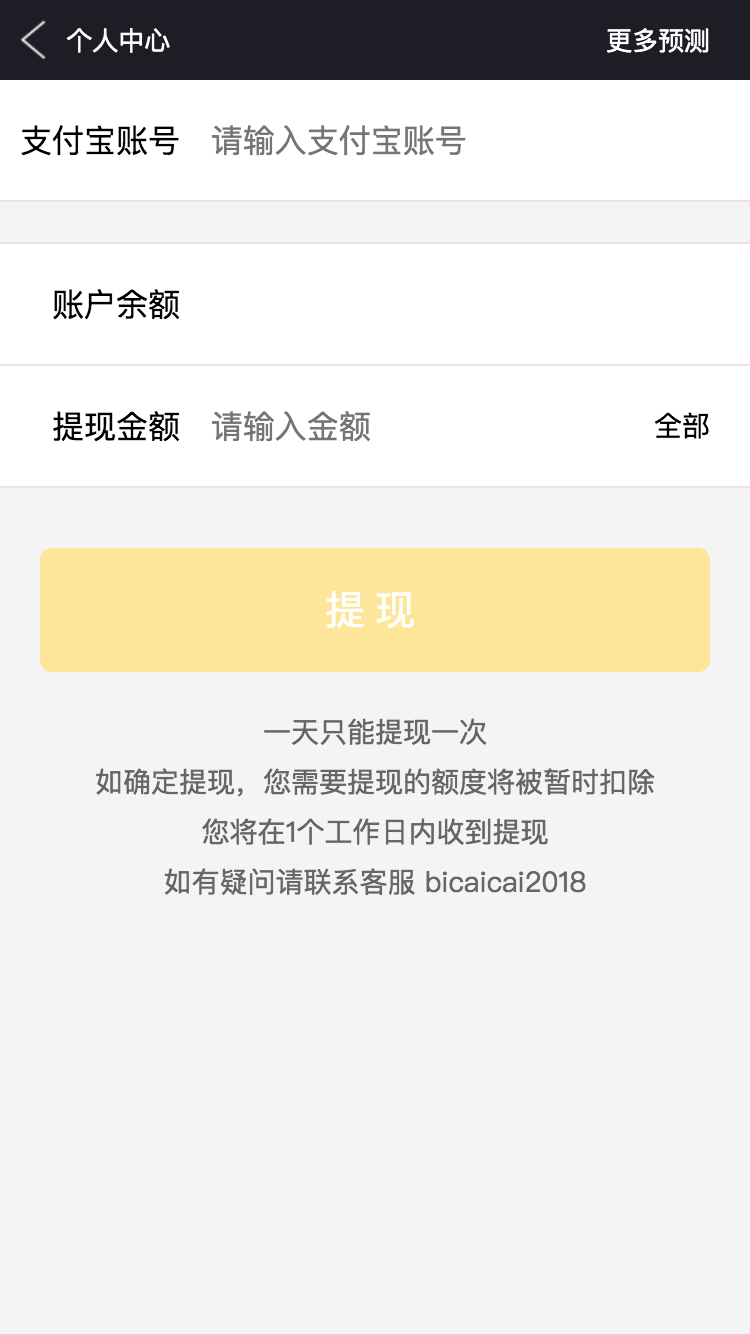 个人中心 更多预测
支付宝账号 请输入支付宝账号
账户余额
提现金额 请输入金额 全部
提 现
一天只能提现一次
如确定提现，您需要提现的额度将被暂时扣除
您将在1个工作日内收到提现
如有疑问请联系客服 bicaicai2018